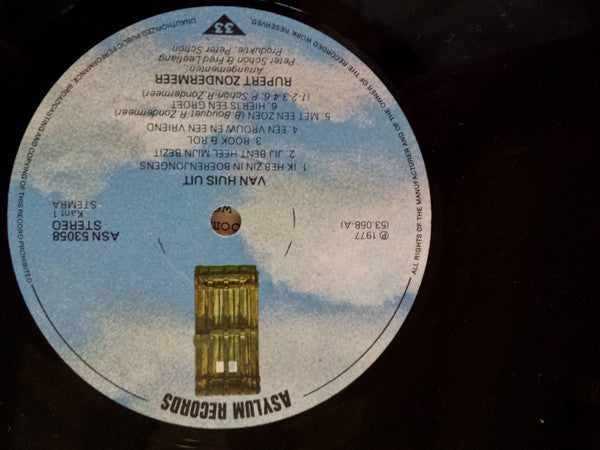 ASYLUM RECORDS
ASN 53058
STEREO
Kant 1
STEMRA
℗ 1977
(53.058-A)
VAN HUIS UIT
1. IK HEB ZIN IN BOERENJONGENS
2. JIJ BENT HEEL MIJN BEZIT
3. ROCK & ROL
4. EEN VROUW EN EEN VRIEND
5. MET EEN ZOEN (B. Bouquet-R. Zondermeer)
6. HIER IS EEN GROET
(1-2-3-4-6-P. Schön-R. Zondermeer)
RUPERT ZONDERMEER
Arrangementen:
Peter Schön & Fred Leeflang
Produktie: Peter Schön
33
ALL RIGHTS OF THE MANUFACTURER AND OF THE OWNER OF THE RECORDED WORK RESERVED. UNAUTHORIZED PUBLIC PERFORMANCE, BROADCASTING AND COPYING OF THIS RECORD PROHIBITED